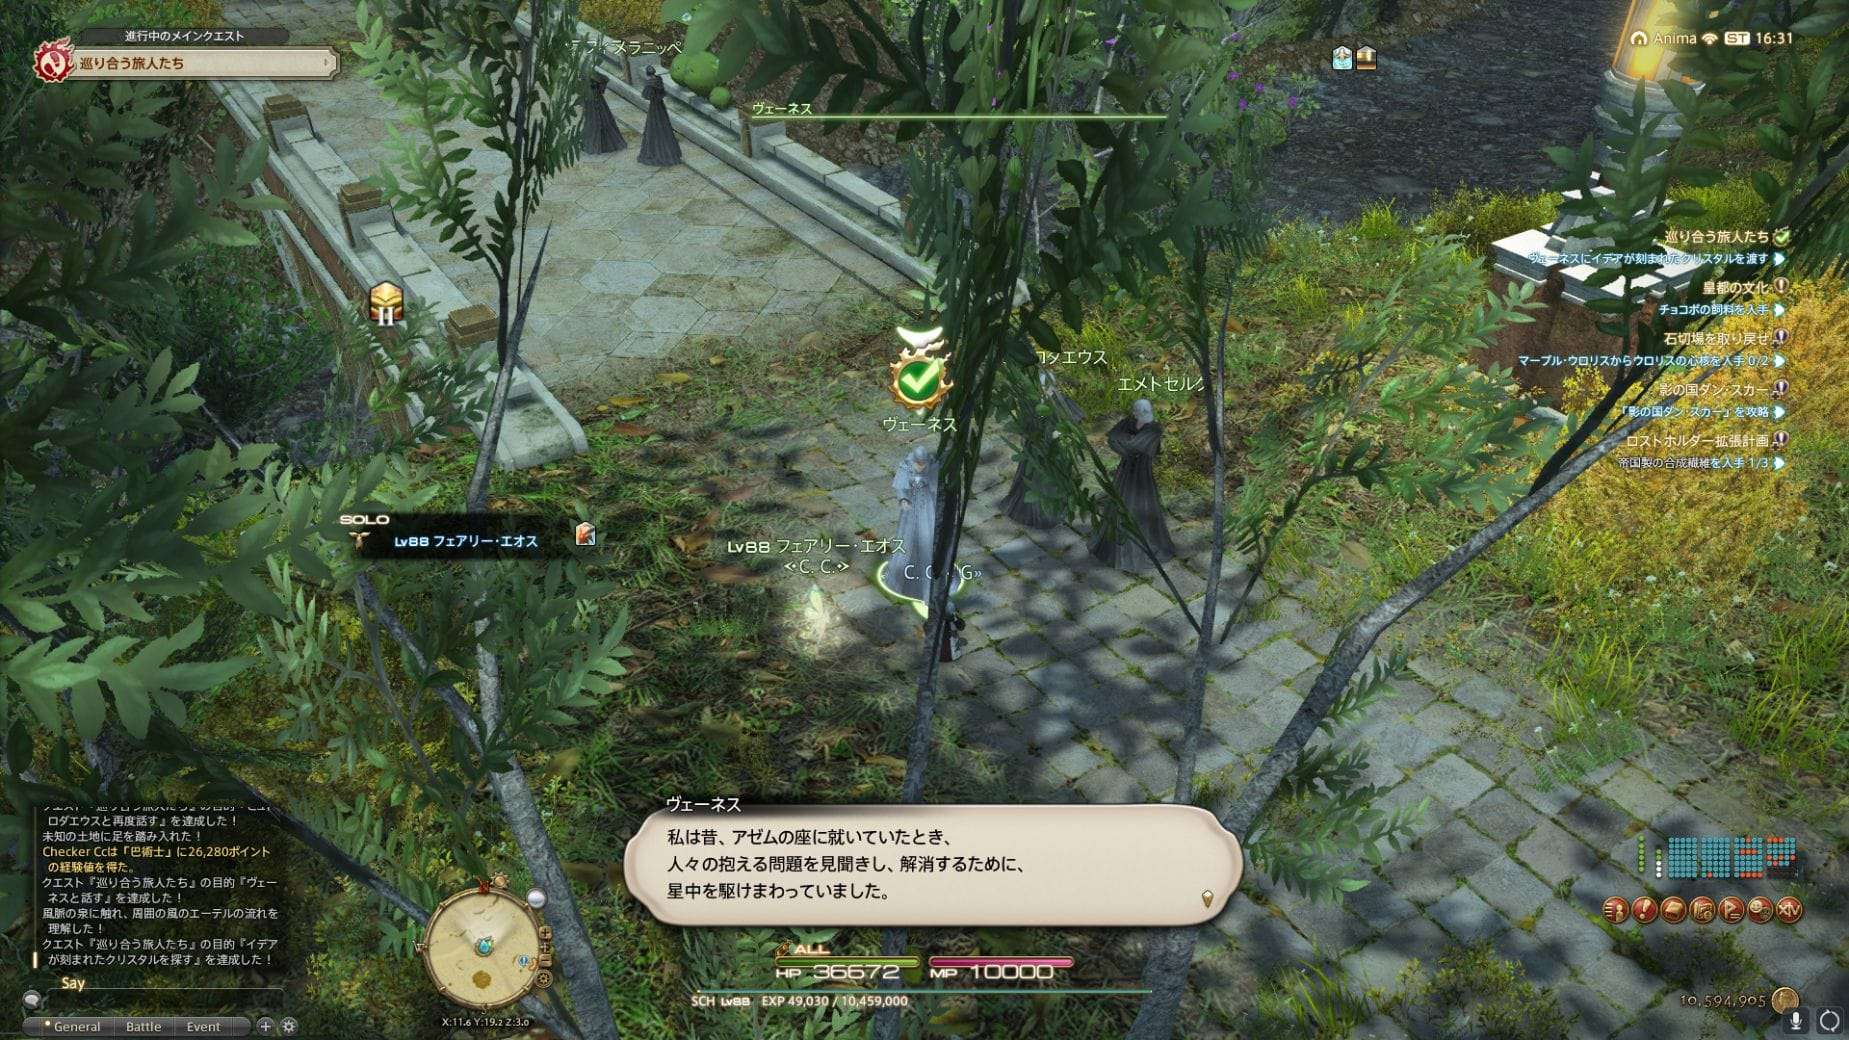 進行中のメインクエスト
巡り合う旅人たち
Anima ST 16:31
メラニッペ
ヴェーネス
巡り合う旅人たち
ヴェーネスにイデアが刻まれたクリスタルを渡す
皇都の文化
チョコボの飼料を入手
石切場を取り戻せ
マーブル・ウロリスからウロリスの心核を入手 0/2
影の国ダン・スカー
「影の国ダン・スカー」を攻略
ロストホルダー拡張計画
帝国製の合成繊維を入手 1/3
II
エメトセルク
ヴェーネス
SOLO
Lv88 フェアリー・エオス
Lv88 フェアリー・エオス
«C. C.»
ヴェーネス
私は昔、アゼムの座に就いていたとき、
人々の抱える問題を見聞きし、解消するために、
星中を駆けまわっていました。
ロダエウスと再度話す』を達成した！
未知の土地に足を踏み入れた！
Checker Ccは「巴術士」に26,280ポイント
の経験値を得た。
クエスト『巡り合う旅人たち』の目的『ヴェー
ネスと話す』を達成した！
風脈の泉に触れ、周囲の風のエーテルの流れを
理解した！
クエスト『巡り合う旅人たち』の目的『イデア
が刻まれたクリスタルを探す』を達成した！
Say
General Battle Event
X:11.6 Y:19.2 Z:3.0
ALL
HP 36672 MP 10000
SCH Lv88 EXP 49,030 / 10,459,000
XIV
10,594,905